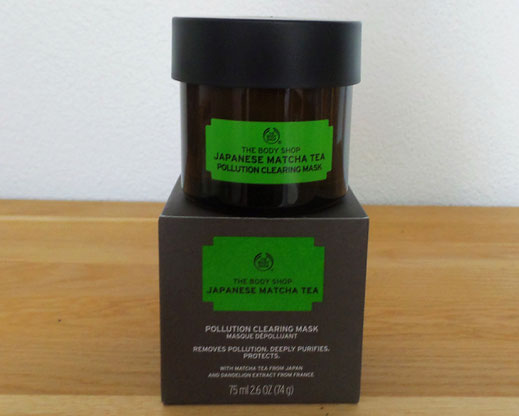 THE BODY SHOP
JAPANESE MATCHA TEA
POLLUTION CLEARING MASK
THE BODY SHOP
JAPANESE MATCHA TEA
POLLUTION CLEARING MASK
MASQUE DÉPOLLUANT
REMOVES POLLUTION. DEEPLY PURIFIES.
PROTECTS.
WITH MATCHA TEA FROM JAPAN
AND DANDELION EXTRACT FROM FRANCE
75 ml 2.6 OZ (74 g)